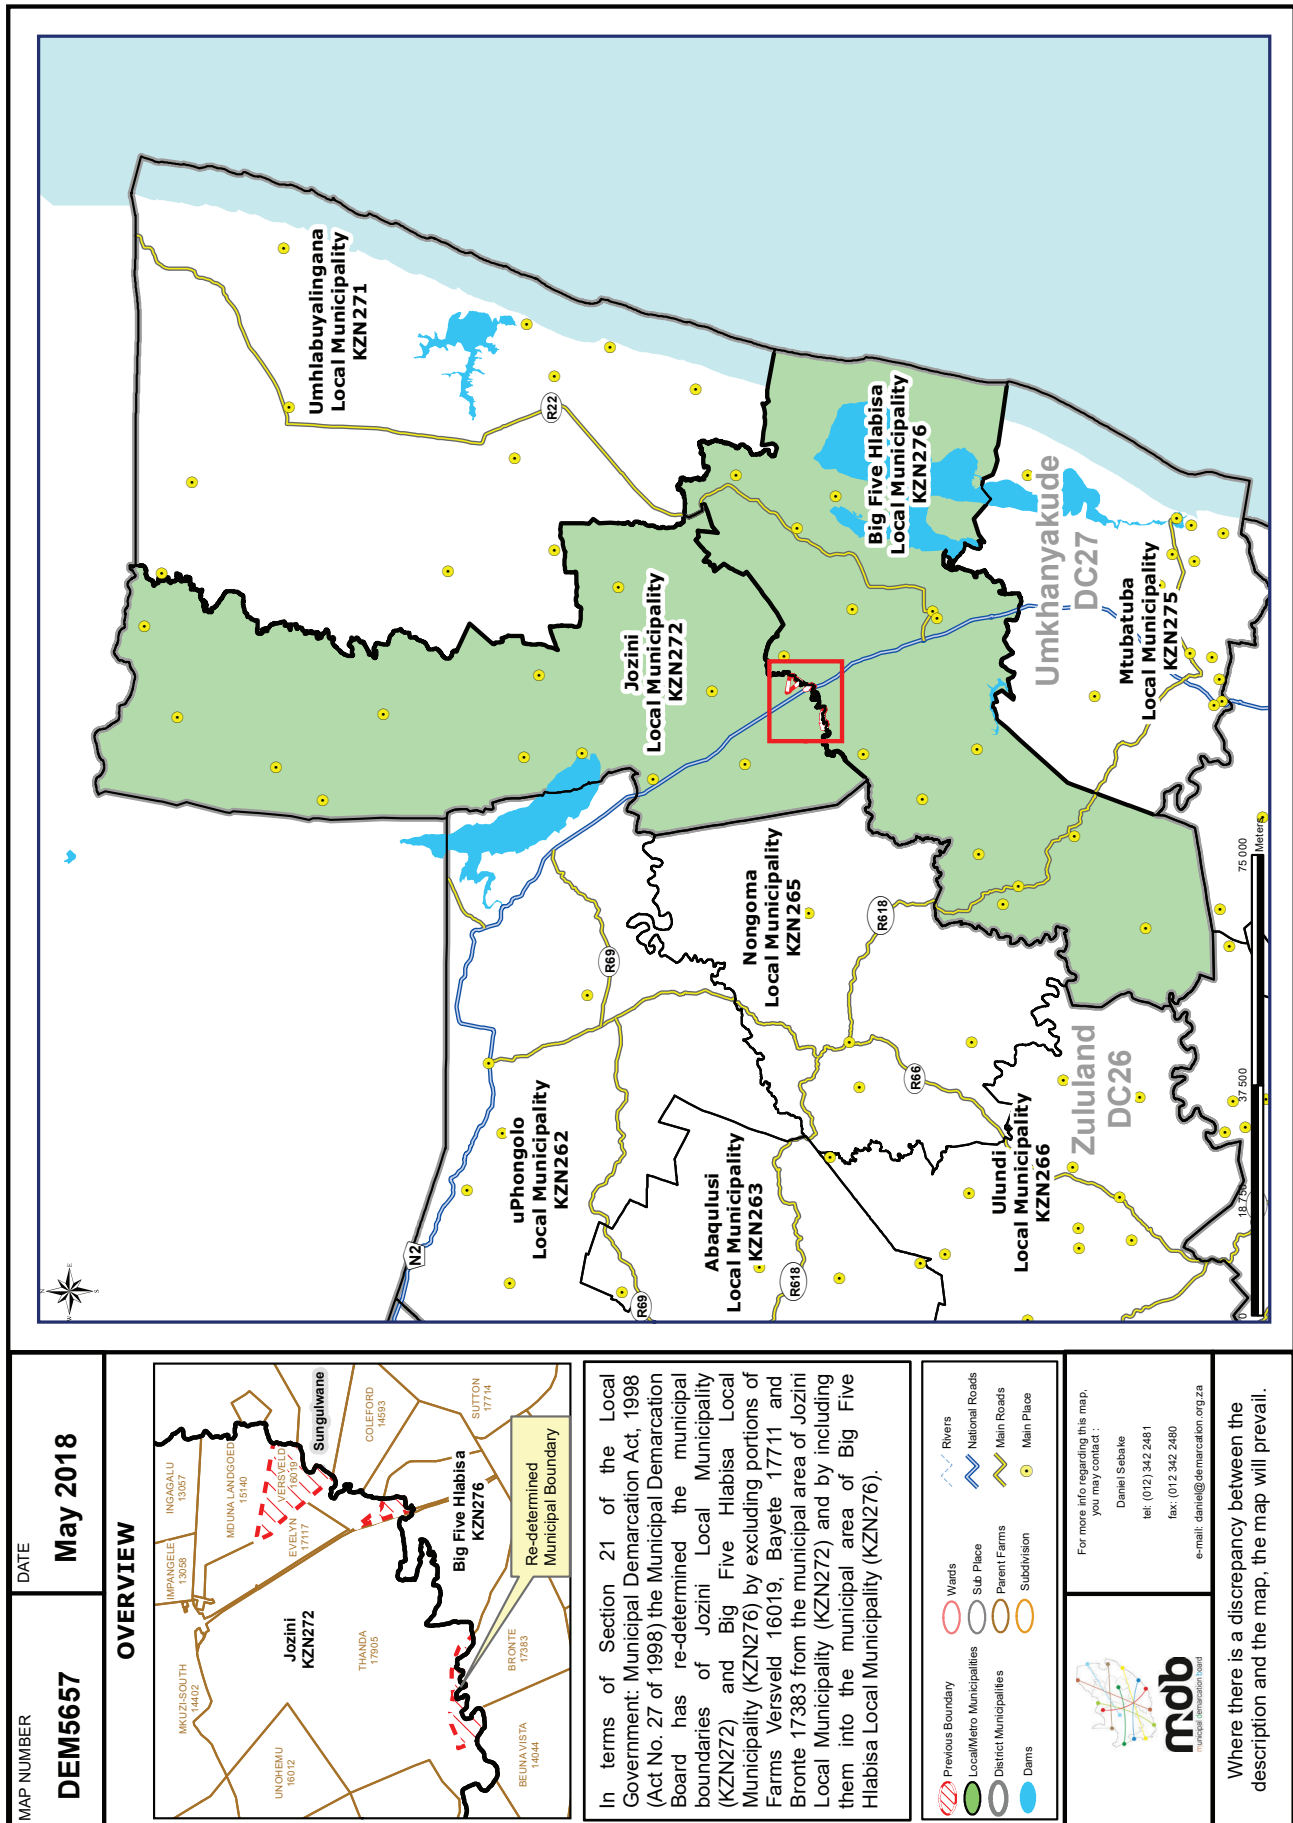 MAP NUMBER
DEM5657
DATE
May 2018
OVERVIEW
INGAGALU
13057
IMPANGELE
13058
MDUNA LANDGOED
15140
VERSVELD
16019
EVELYN
17117
Sunguiwane
COLEFORD
14593
SUTTON
17714
MKUZI-SOUTH
14402
Jozini
KZN272
THANDA
17905
Big Five Hlabisa
KZN276
UNOHEMU
16012
BRONTE
17383
BEUNA VISTA
14044
Re-determined
Municipal Boundary
In terms of Section 21 of the Local
Government: Municipal Demarcation Act, 1998
(Act No. 27 of 1998) the Municipal Demarcation
Board has re-determined the municipal
boundaries of Jozini Local Municipality
(KZN272) and Big Five Hlabisa Local
Municipality (KZN276) by excluding portions of
Farms Versveld 16019, Bayete 17711 and
Bronte 17383 from the municipal area of Jozini
Local Municipality (KZN272) and by including
them into the municipal area of Big Five
Hlabisa Local Municipality (KZN276).
Previous Boundary
Local/Metro Municipalities
District Municipalities
Dams
Wards
Sub Place
Parent Farms
Subdivision
Rivers
National Roads
Main Roads
Main Place
mdb
municipal demarcation board
For more info regarding this map,
you may contact :
Daniel Sebake
tel: (012) 342 2481
fax: (012 342 2480
e-mail: daniel@demarcation.org.za
Where there is a discrepancy between the
description and the map, the map will prevail.
N
E
S
W
Umhlabuyalingana
Local Municipality
KZN271
R22
Jozini
Local Municipality
KZN272
Big Five Hlabisa
Local Municipality
KZN276
Umkhanyakude
DC27
Mtubatuba
Local Municipality
KZN275
N2
uPhongolo
Local Municipality
KZN262
R69
R69
Nongoma
Local Municipality
KZN265
R618
Abaqulusi
Local Municipality
KZN263
R618
R66
Ulundi
Local Municipality
KZN266
Zululand
DC26
0
18 750
37 500
75 000
Meters